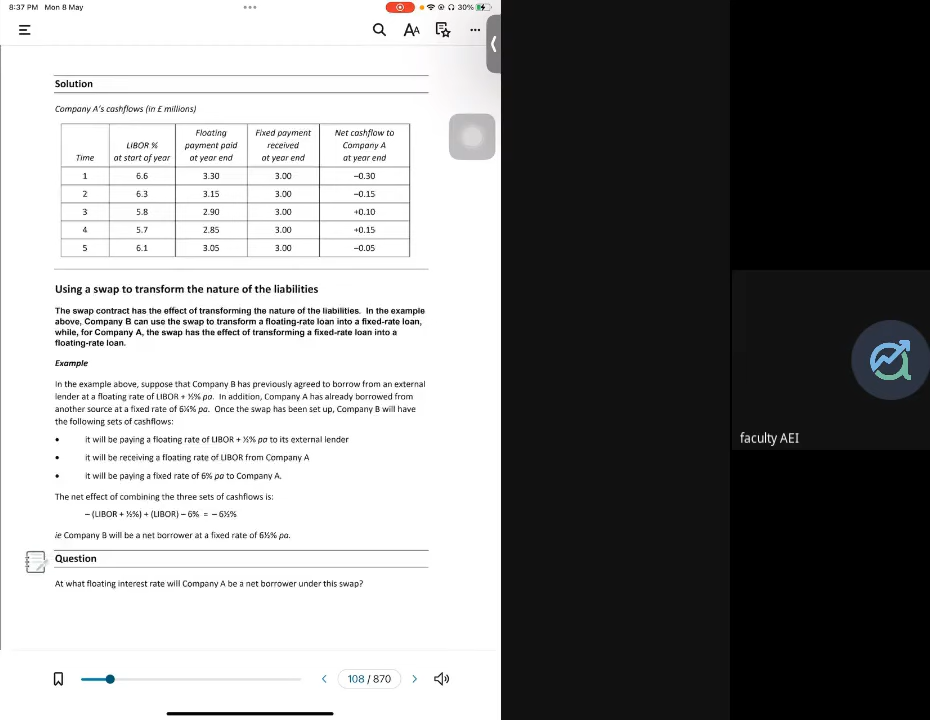 8:37 PM Mon 8 May
30%
AA
Solution
Company A's cashflows (in £ millions)
Time LIBOR % at start of year Floating payment paid at year end Fixed payment received at year end Net cashflow to Company A at year end
1 6.6 3.30 3.00 –0.30
2 6.3 3.15 3.00 –0.15
3 5.8 2.90 3.00 +0.10
4 5.7 2.85 3.00 +0.15
5 6.1 3.05 3.00 –0.05
Using a swap to transform the nature of the liabilities
The swap contract has the effect of transforming the nature of the liabilities. In the example
above, Company B can use the swap to transform a floating-rate loan into a fixed-rate loan,
while, for Company A, the swap has the effect of transforming a fixed-rate loan into a
floating-rate loan.
Example
In the example above, suppose that Company B has previously agreed to borrow from an external
lender at a floating rate of LIBOR + ½% pa. In addition, Company A has already borrowed from
another source at a fixed rate of 6¼% pa. Once the swap has been set up, Company B will have
the following sets of cashflows:
• it will be paying a floating rate of LIBOR + ½% pa to its external lender
• it will be receiving a floating rate of LIBOR from Company A
• it will be paying a fixed rate of 6% pa to Company A.
The net effect of combining the three sets of cashflows is:
– (LIBOR + ½%) + (LIBOR) – 6% = – 6½%
ie Company B will be a net borrower at a fixed rate of 6½% pa.
Question
At what floating interest rate will Company A be a net borrower under this swap?
108 / 870
faculty AEI